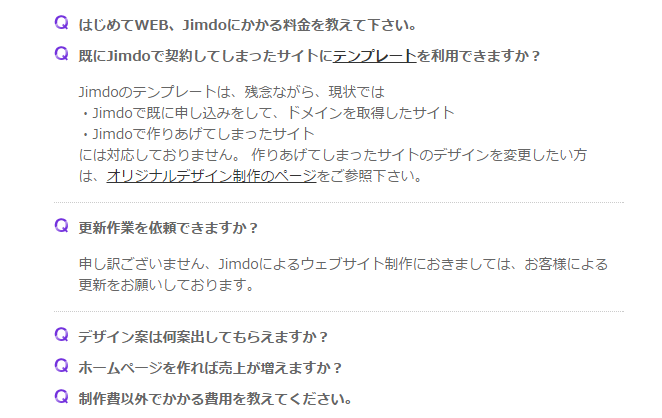 Q はじめてWEB、Jimdoにかかる料金を教えて下さい。
Q 既にJimdoで契約してしまったサイトにテンプレートを利用できますか？
Jimdoのテンプレートは、残念ながら、現状では
・Jimdoで既に申し込みをして、ドメインを取得したサイト
・Jimdoで作りあげてしまったサイト
には対応しておりません。 作りあげてしまったサイトのデザインを変更したい方
は、オリジナルデザイン制作のページをご参照下さい。
Q 更新作業を依頼できますか？
申し訳ございません、Jimdoによるウェブサイト制作におきましては、お客様による
更新をお願いしております。
Q デザイン案は何案出してもらえますか？
Q ホームページを作れば売上が増えますか？
Q 制作費以外でかかる費用を教えてください。